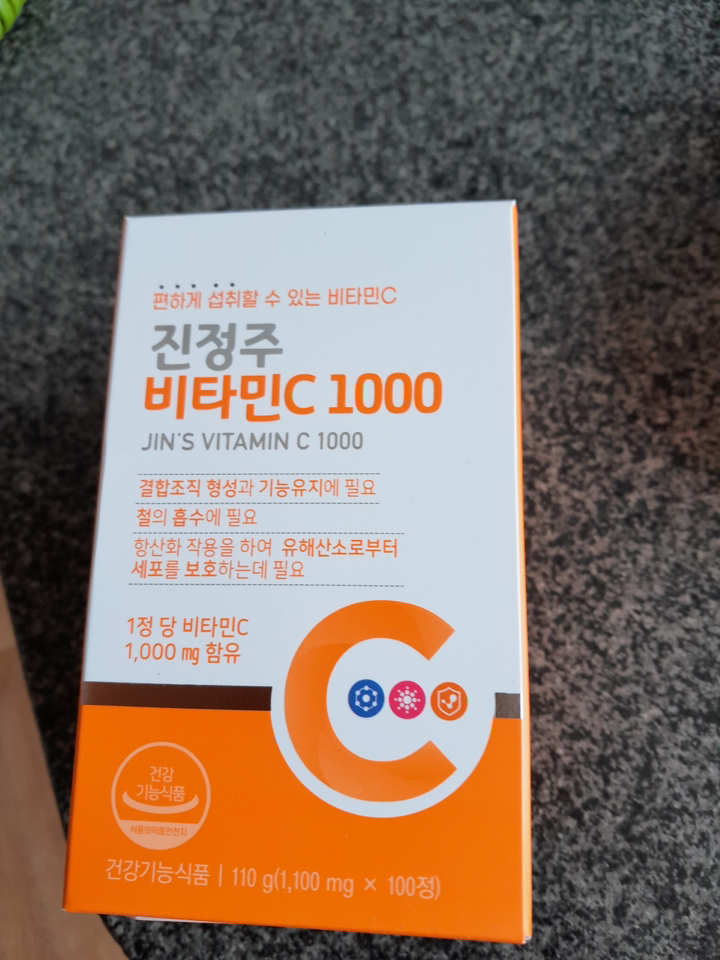 편하게 섭취할 수 있는 비타민C
진정주
비타민C 1000
JIN'S VITAMIN C 1000
결합조직 형성과 기능유지에 필요
철의 흡수에 필요
항산화 작용을 하여 유해산소로부터
세포를 보호하는데 필요
1정 당 비타민C
1,000 ㎎ 함유
건강
기능식품
식품의약품안전처
건강기능식품 | 110 g(1,100 mg × 100정)